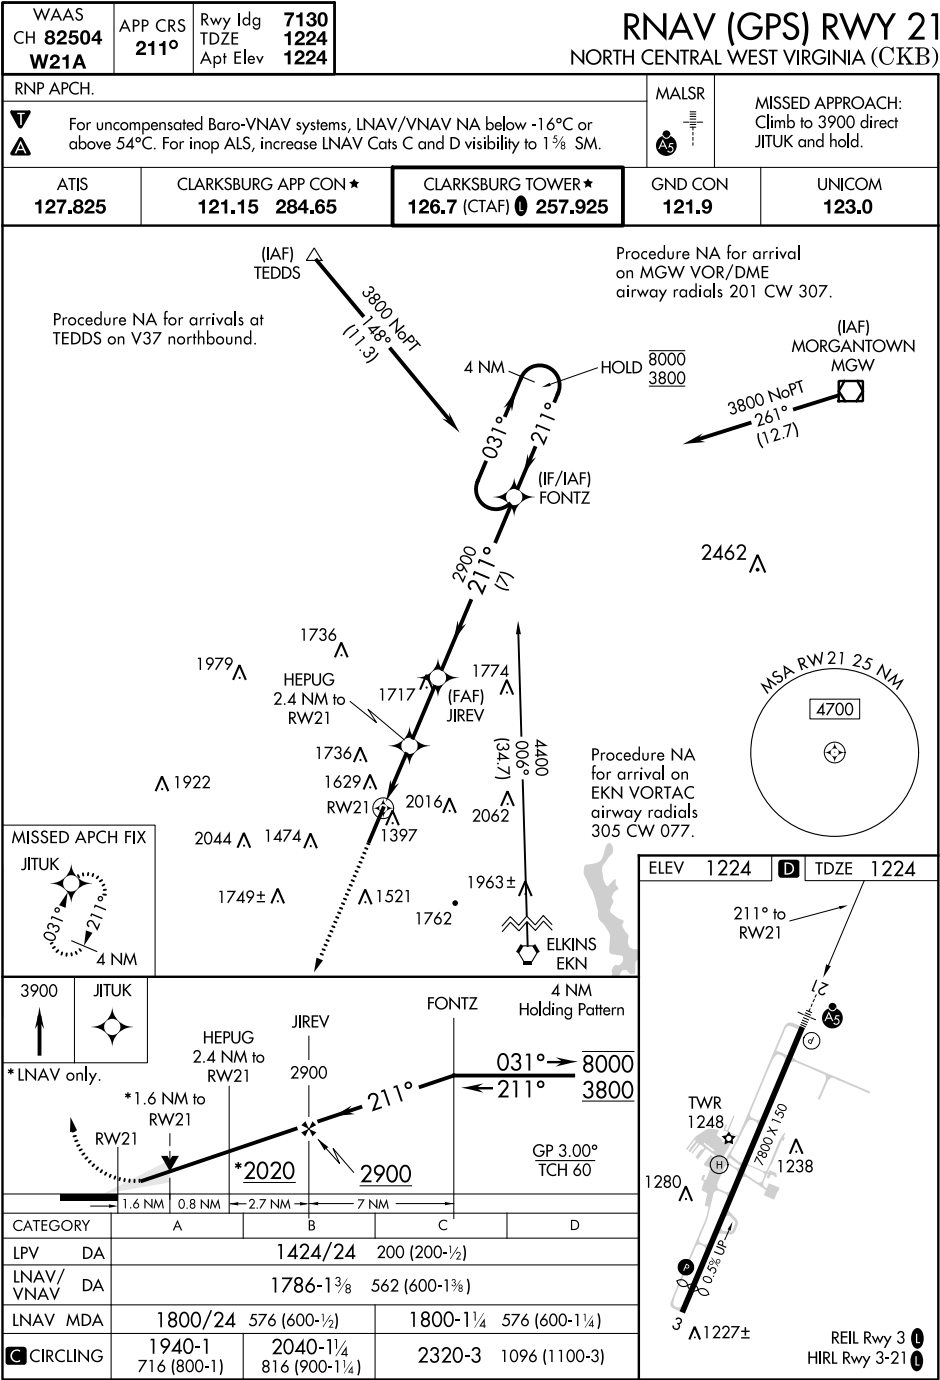 WAAS
CH 82504
W21A
APP CRS
211°
Rwy ldg 7130
TDZE 1224
Apt Elev 1224
RNAV (GPS) RWY 21
NORTH CENTRAL WEST VIRGINIA (CKB)
RNP APCH.
T
A
For uncompensated Baro-VNAV systems, LNAV/VNAV NA below -16°C or
above 54°C. For inop ALS, increase LNAV Cats C and D visibility to 1⅝ SM.
MALSR
A5
MISSED APPROACH:
Climb to 3900 direct
JITUK and hold.
ATIS
127.825
CLARKSBURG APP CON ★
121.15 284.65
CLARKSBURG TOWER ★
126.7 (CTAF) L 257.925
GND CON
121.9
UNICOM
123.0
(IAF)
TEDDS
3800 NoPT
148°
(11.3)
Procedure NA for arrivals at
TEDDS on V37 northbound.
Procedure NA for arrival
on MGW VOR/DME
airway radials 201 CW 307.
(IAF)
MORGANTOWN
MGW
3800 NoPT
261°
(12.7)
4 NM
HOLD 8000
3800
031°
211°
(IF/IAF)
FONTZ
2900
211°
(7)
2462
1736
1979
HEPUG
2.4 NM to
RW21
1717
(FAF)
JIREV
1774
4400
006°
(34.7)
MSA RW21 25 NM
4700
1736
1922
1629
RW21
2016
2062
1397
2044
1474
Procedure NA
for arrival on
EKN VORTAC
airway radials
305 CW 077.
1749±
1521
1762
1963±
ELKINS
EKN
MISSED APCH FIX
JITUK
031°
211°
4 NM
ELEV 1224
D
TDZE 1224
211° to
RW21
21
A5
P
TWR
1248
7800 X 150
H
1238
1280
P
0.5% UP
3
1227±
REIL Rwy 3 L
HIRL Rwy 3-21 L
3900
JITUK
*LNAV only.
*1.6 NM to
RW21
RW21
HEPUG
2.4 NM to
RW21
JIREV
2900
FONTZ
4 NM
Holding Pattern
031°
8000
211°
3800
211°
*2020
2900
GP 3.00°
TCH 60
1.6 NM
0.8 NM
2.7 NM
7 NM
CATEGORY A B C D
LPV DA 1424/24 200 (200-½)
LNAV/
VNAV DA 1786-1⅜ 562 (600-1⅜)
LNAV MDA 1800/24 576 (600-½) 1800-1¼ 576 (600-1¼)
C CIRCLING
1940-1
716 (800-1)
2040-1¼
816 (900-1¼)
2320-3 1096 (1100-3)